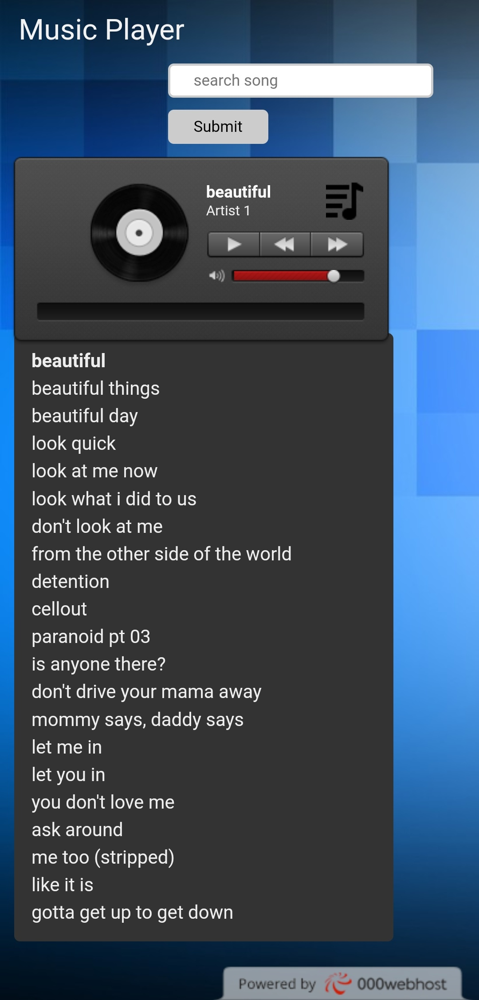 Music Player
search song
Submit
beautiful
Artist 1
beautiful
beautiful things
beautiful day
look quick
look at me now
look what i did to us
don't look at me
from the other side of the world
detention
cellout
paranoid pt 03
is anyone there?
don't drive your mama away
mommy says, daddy says
let me in
let you in
you don't love me
ask around
me too (stripped)
like it is
gotta get up to get down
Powered by 000webhost